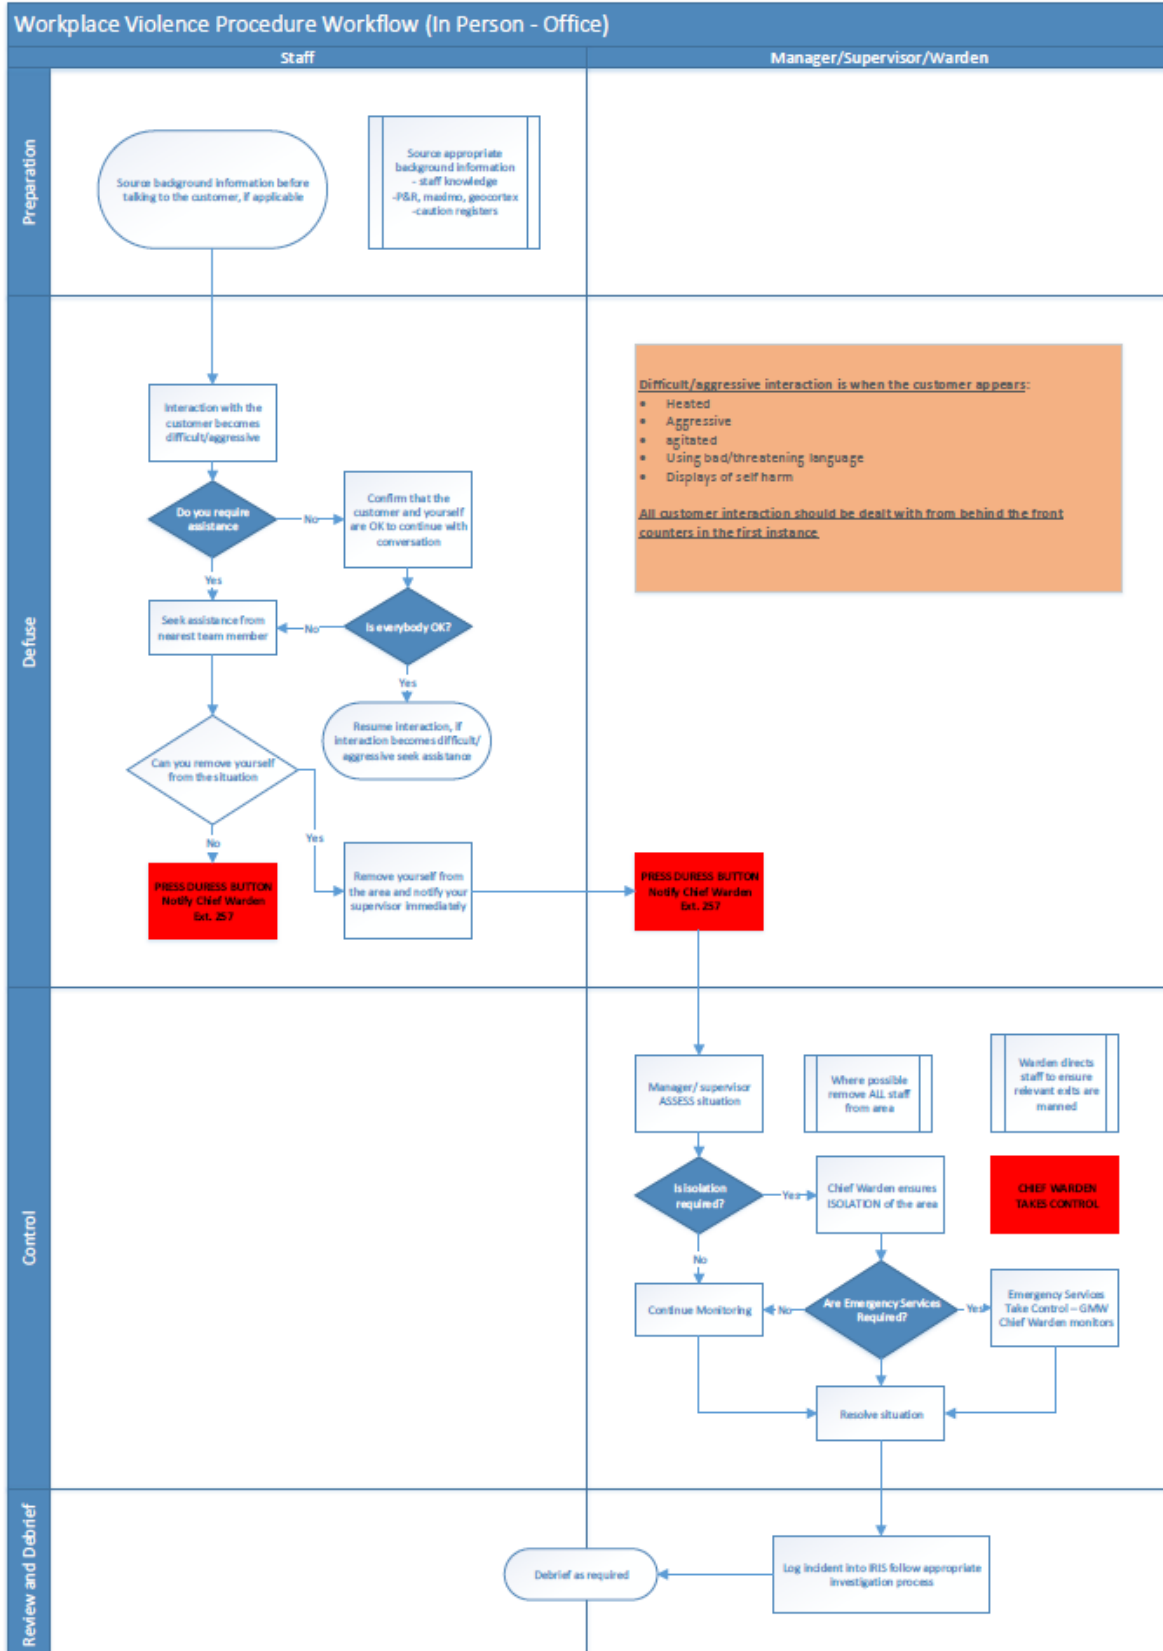 Workplace Violence Procedure Workflow (In Person - Office)
Staff
Manager/Supervisor/Warden
Preparation
Source background information before
talking to the customer, if applicable
Source appropriate
background information
- staff knowledge
-P&R, maximo, geocortex
-caution registers
Defuse
Interaction with the
customer becomes
difficult/aggressive
Do you require
assistance
No
Yes
Confirm that the
customer and yourself
are OK to continue with
conversation
Seek assistance from
nearest team member
No
Is everybody OK?
Yes
Resume interaction, if
interaction becomes difficult/
aggressive seek assistance
Can you remove yourself
from the situation
No
Yes
PRESS DURESS BUTTON
Notify Chief Warden
Ext. 257
Remove yourself from
the area and notify your
supervisor immediately
Difficult/aggressive interaction is when the customer appears:
• Heated
• Aggressive
• agitated
• Using bad/threatening language
• Displays of self harm
All customer interaction should be dealt with from behind the front
counters in the first instance
PRESS DURESS BUTTON
Notify Chief Warden
Ext. 257
Control
Manager/ supervisor
ASSESS situation
Where possible
remove ALL staff
from area
Warden directs
staff to ensure
relevant exits are
manned
Is isolation
required?
Yes
No
Chief Warden ensures
ISOLATION of the area
CHIEF WARDEN
TAKES CONTROL
Continue Monitoring
No
Are Emergency Services
Required?
Yes
Emergency Services
Take Control – GMW
Chief Warden monitors
Resolve situation
Review and Debrief
Debrief as required
Log incident into IRIS follow appropriate
investigation process